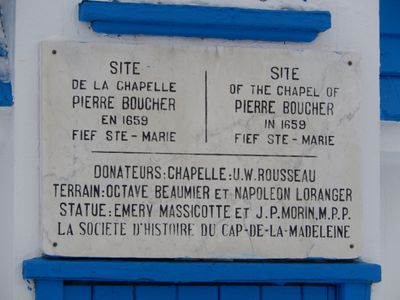 SITE
DE LA CHAPELLE
PIERRE BOUCHER
EN 1659
FIEF STE-MARIE
SITE
OF THE CHAPEL OF
PIERRE BOUCHER
IN 1659
FIEF STE-MARIE
DONATEURS: CHAPELLE: U.W. ROUSSEAU
TERRAIN: OCTAVE BEAUMIER ET NAPOLEON LORANGER
STATUE: EMERY MASSICOTTE ET J.P. MORIN, M.P.P.
LA SOCIETE D'HISTOIRE DU CAP-DE-LA-MADELEINE